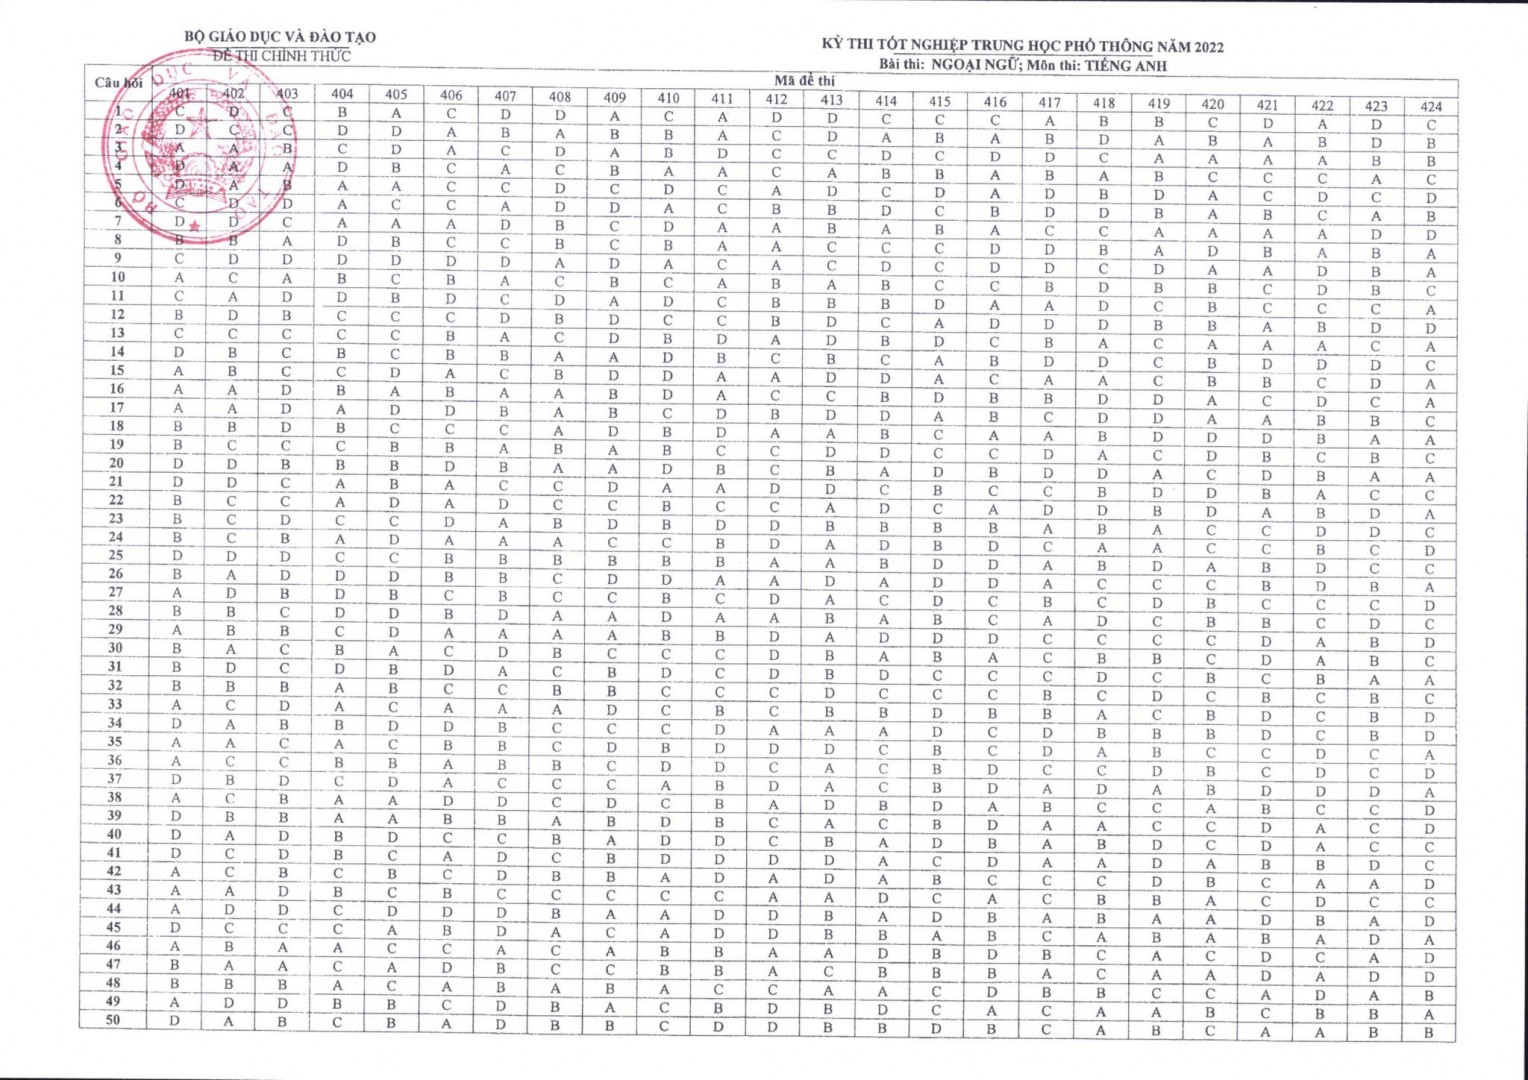 BỘ GIÁO DỤC VÀ ĐÀO TẠO
ĐỀ THI CHÍNH THỨC
KỲ THI TỐT NGHIỆP TRUNG HỌC PHỔ THÔNG NĂM 2022
Bài thi: NGOẠI NGỮ; Môn thi: TIẾNG ANH
Câu hỏi Mã đề thi
401 402 403 404 405 406 407 408 409 410 411 412 413 414 415 416 417 418 419 420 421 422 423 424
1 C D C B A C D D A C A D D C C C A B B C D A D C
2 D C C D D A B A B B A C D A B A B D A B A B D B
3 A A B C D A C D A B D C C D C D D C A A A A B B
4 D A A D B C A C B A A C A B B A B A B C C C A C
5 D A B A A C C D C D C A D C D A D B D A C D C D
6 C D D A C C A D D A C B B D C B D D B A B C A B
7 D D C A A A D B C D A A B A B A C C A A A A D D
8 B B A D B C C B C B A A C C C D D B A D B A B A
9 C D D D D D D A D A C A C D C D D C D A A D B A
10 A C A B C B A C B C A B A B C C B D B B C D B C
11 C A D D B D C D A D C B B B D A A D C B C C C A
12 B D B C C C D B D C C B D C A D D D B B A B D D
13 C C C C C B A C D B D A D B D C B A C A A A C A
14 D B C B C B B A A D B C B C A B D D C B D D D C
15 A B C C D A C B D D A A D D A C A A C B B C D A
16 A A D B A B A A B D A C C B D B B D D A C D C A
17 A A D A D D B A B C D B D D A B C D D A A B B C
18 B B D B C C C A D B D A A B C A A B D D D B A A
19 B C C C B B A B A B C C D D C C D A C D B C B C
20 D D B B B D B A A D B C B A D B D D A C D B A A
21 D D C A B A C C D A A D D C B C C B D D B A C C
22 B C C A D A D C C B C C A D C A D D B D A B D A
23 B C D C C D A B D B D D B B B B A B A C C D D C
24 B C B A D A A A C C B D A D B D C A A C C B C D
25 D D D C C B B B B B B A A B D D A B D A B D C C
26 B A D D D B B C D D A A D A D D A C C C B D B A
27 A D B D B C B C C B C D A C D C B C D B C C C D
28 B B C D D B D A A D A A B A B C A D C B B C D C
29 A B B C D A A A A B B D A D D D C C C C D A B D
30 B A C B A C D B C C C D B A B A C B B C D A B C
31 B D C D B D A C B D C D B D C C C D C B C B A A
32 B B B A B C C B B C C C D C C C B C D C B C B C
33 A C D A C A A A D C B C B B D B B A C B D C B D
34 D A B B D D B C C C D A A A D C D B B B D C B D
35 A A C A C B B C D B D D D C B C D A B C C D C A
36 A C C B B A B B C D D C A C B D C C D B C D C D
37 D B D C D A C C C A B D A C B D A D A B D D D A
38 A C B A A D D C D C B A D B D A B C C A B C C D
39 D B B A A B B A B D B C A C B D A A C C D A C D
40 D A D B D C C B A D D C B A D B A B D C D A C C
41 D C D B C A D C B D D D D A C D A A D A B B D C
42 A C B C B C D B B A D A D A B C C C D B C A A D
43 A A D B C B C C C C C A A D C A C B B A C D C C
44 A D D C D D D B A A D D B A D B A B A A D B A D
45 D C C C A B D A C A D D B B A B C A B A B A D A
46 A B A A C C A C A B B A A D B D B C A C D C A D
47 B A A C A D B C C B B A C B B B A C A A D A D D
48 B B B A C A B A B A C C A A C D B B C C A D A B
49 A D D B B C D B A C B D B D C A C A A B C B B A
50 D A B C B A D B B C D D B B D B C A B C A A B B